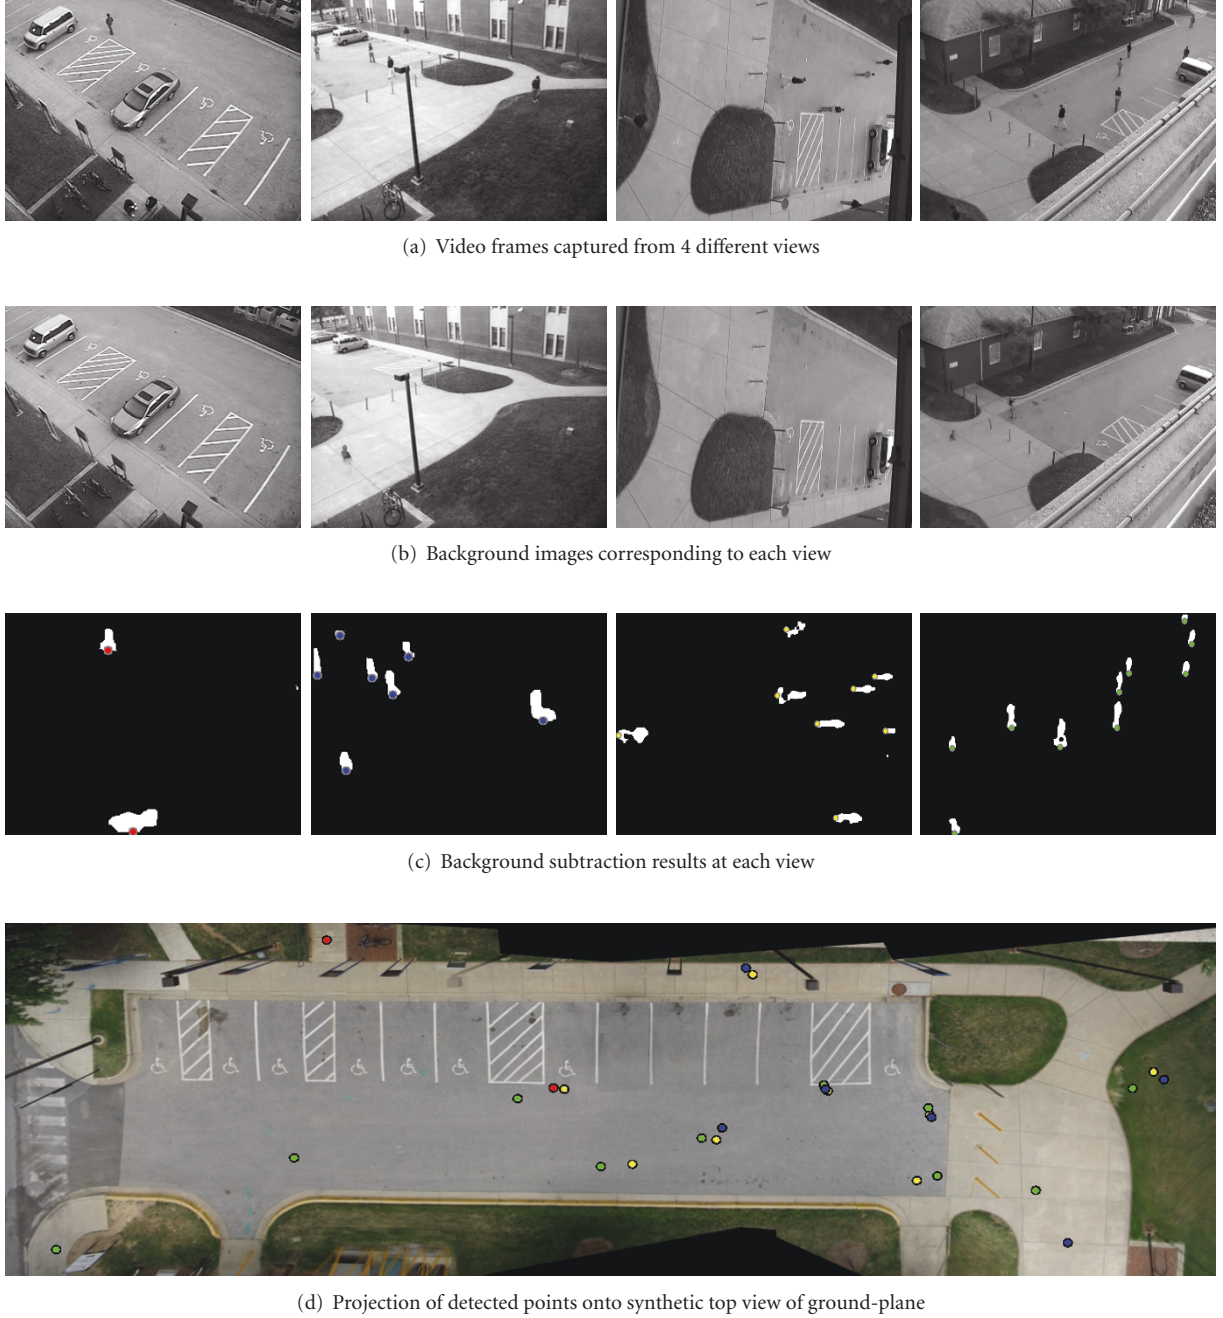 (a) Video frames captured from 4 different views
(b) Background images corresponding to each view
(c) Background subtraction results at each view
(d) Projection of detected points onto synthetic top view of ground-plane